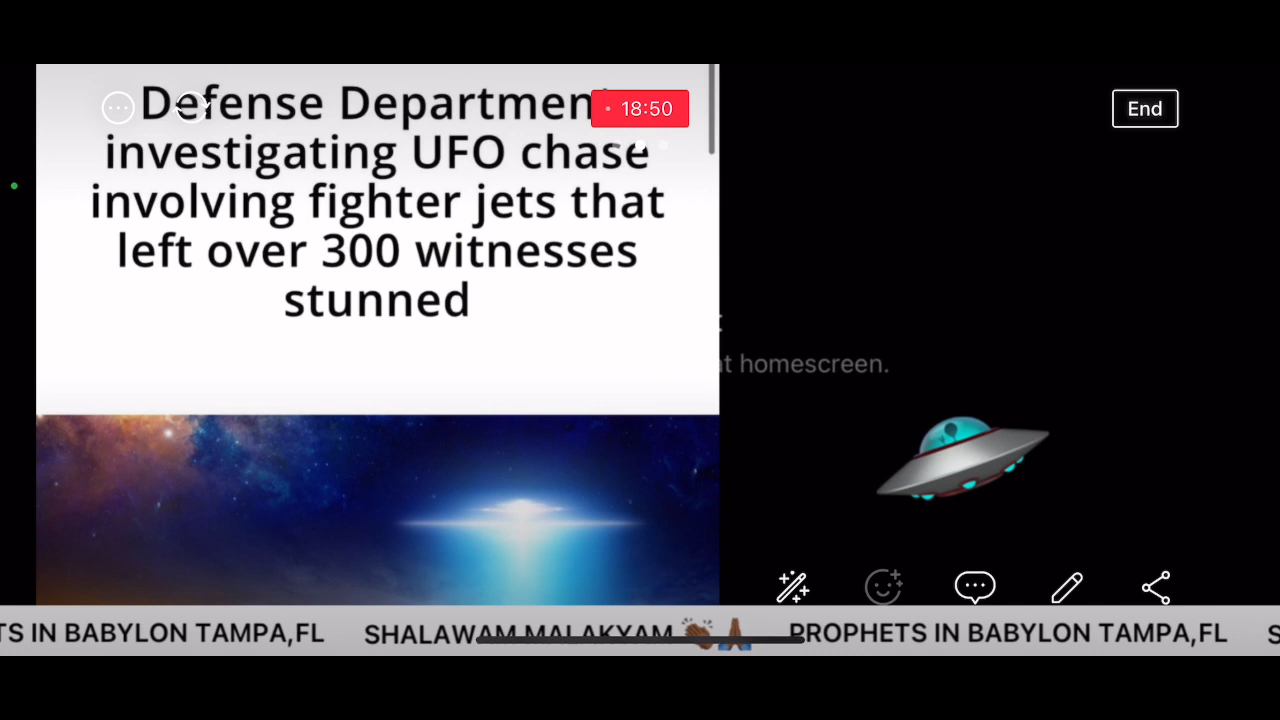 Defense Department
investigating UFO chase
involving fighter jets that
left over 300 witnesses
stunned
18:50
End
at homescreen.
TS IN BABYLON TAMPA,FL SHALAWAM MALAKYAM 👏🏾🙏🏾 PROPHETS IN BABYLON TAMPA,FL S